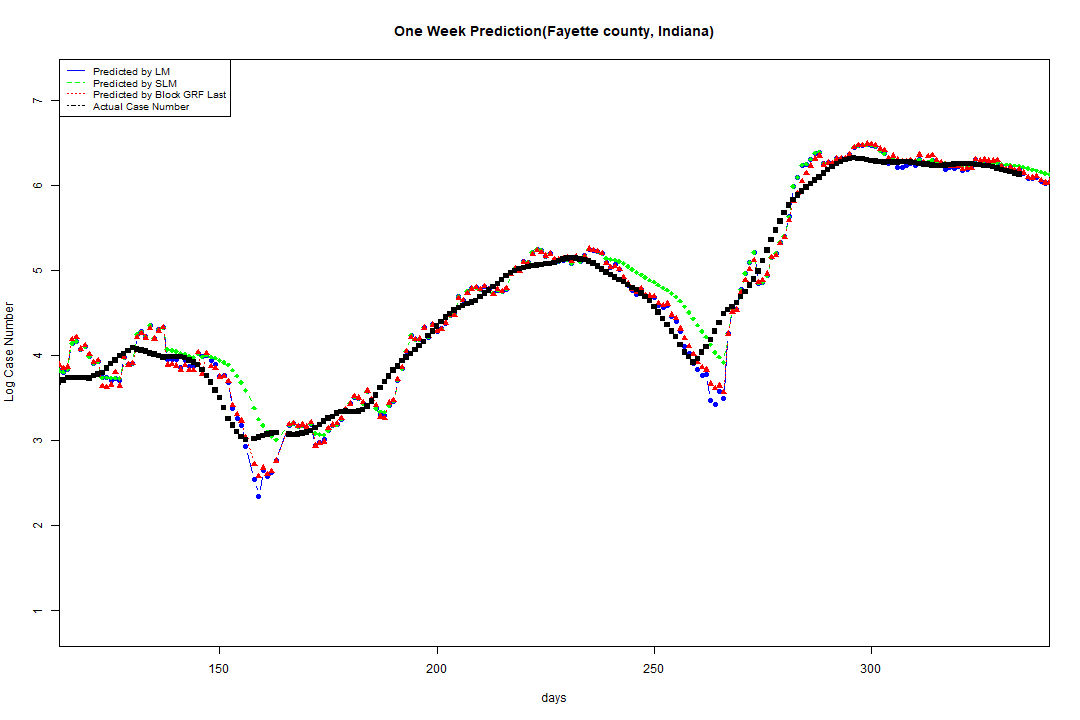 One Week Prediction(Fayette county, Indiana)
Predicted by LM
Predicted by SLM
Predicted by Block GRF Last
Actual Case Number
7
6
5
4
3
2
1
Log Case Number
150 200 250 300
days